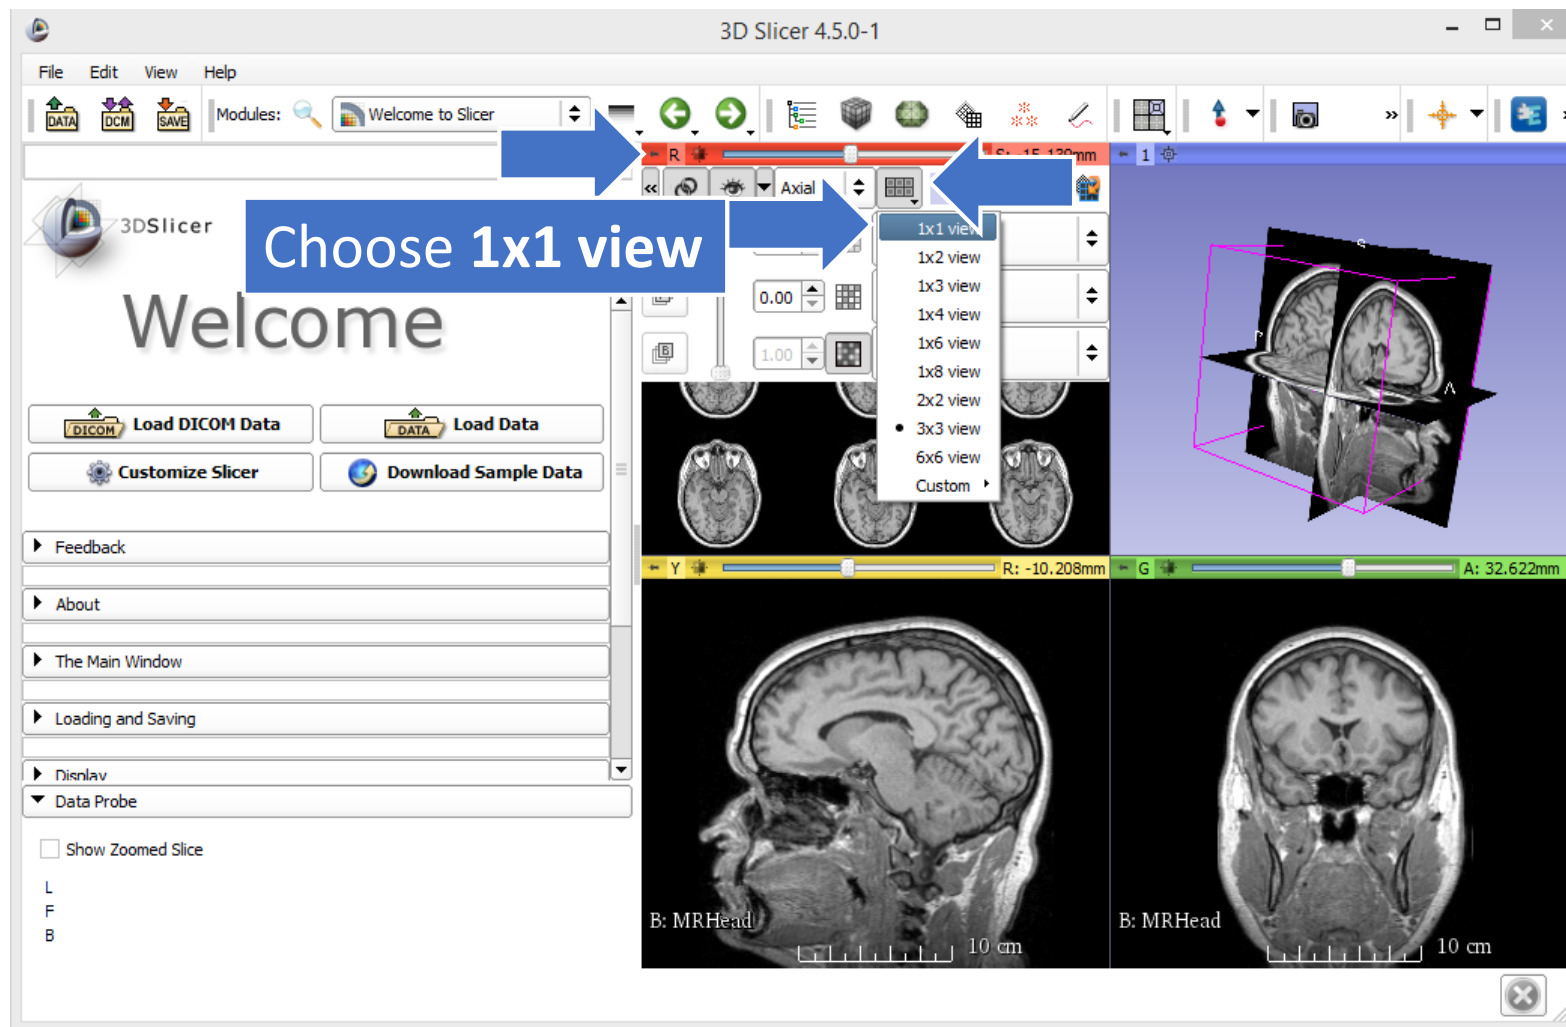 3D Slicer 4.5.0-1
File Edit View Help
DATA DCM SAVE Modules: Welcome to Slicer
R S: -15.139mm 1
Axial
3DSlicer
Choose 1x1 view
Welcome
1x1 view
1x2 view
1x3 view
1x4 view
1x6 view
1x8 view
2x2 view
3x3 view
6x6 view
Custom
0.00
B 1.00
S
A
DICOM Load DICOM Data DATA Load Data
Customize Slicer Download Sample Data
Feedback
About
The Main Window
Loading and Saving
Display
Data Probe
Show Zoomed Slice
L
F
B
Y R: -10.208mm G A: 32.622mm
B: MRHead 10 cm B: MRHead 10 cm